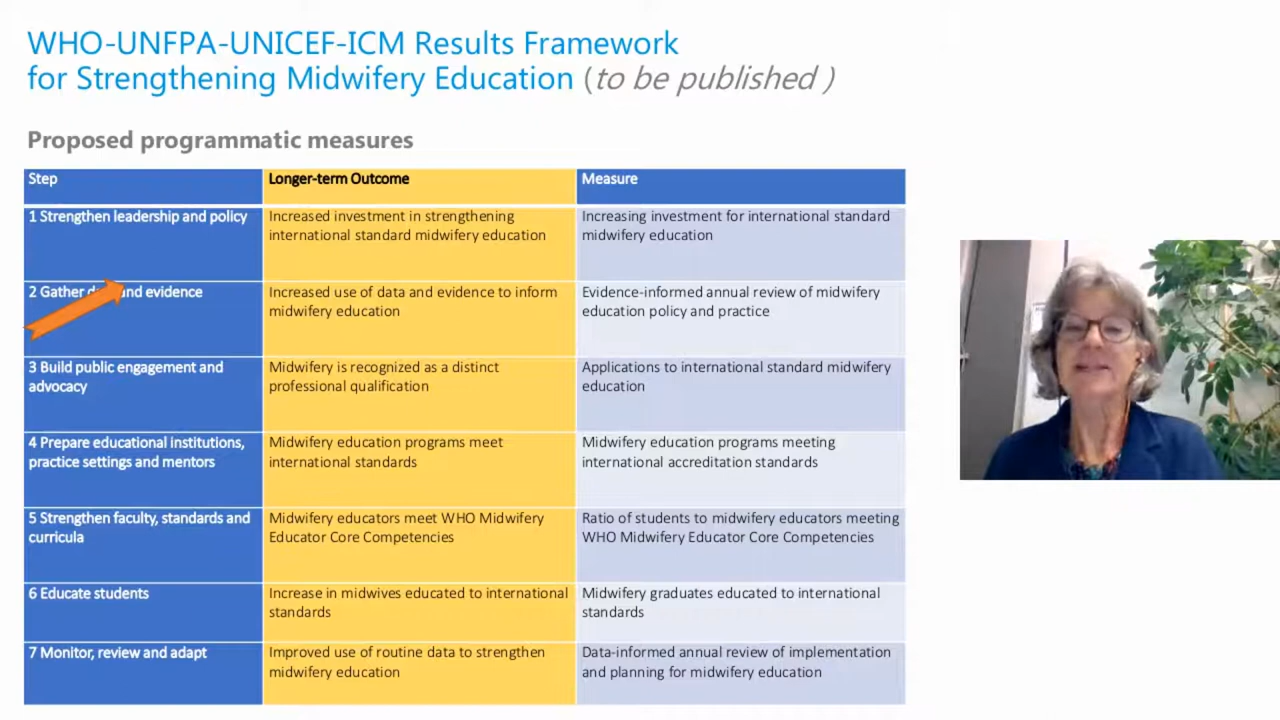 WHO-UNFPA-UNICEF-ICM Results Framework
for Strengthening Midwifery Education (to be published )
Proposed programmatic measures
Step
Longer-term Outcome
Measure
1 Strengthen leadership and policy
Increased investment in strengthening
international standard midwifery education
Increasing investment for international standard
midwifery education
2 Gather and evidence
Increased use of data and evidence to inform
midwifery education
Evidence-informed annual review of midwifery
education policy and practice
3 Build public engagement and
advocacy
Midwifery is recognized as a distinct
professional qualification
Applications to international standard midwifery
education
4 Prepare educational institutions,
practice settings and mentors
Midwifery education programs meet
international standards
Midwifery education programs meeting
international accreditation standards
5 Strengthen faculty, standards and
curricula
Midwifery educators meet WHO Midwifery
Educator Core Competencies
Ratio of students to midwifery educators meeting
WHO Midwifery Educator Core Competencies
6 Educate students
Increase in midwives educated to international
standards
Midwifery graduates educated to international
standards
7 Monitor, review and adapt
Improved use of routine data to strengthen
midwifery education
Data-informed annual review of implementation
and planning for midwifery education